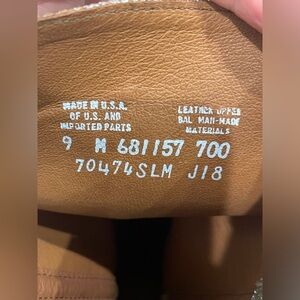 MADE IN U.S.A.
OF U.S. AND
IMPORTED PARTS
LEATHER UPPER
BAL MAN-MADE
MATERIALS
9 M 681157 700
70474SLM J18